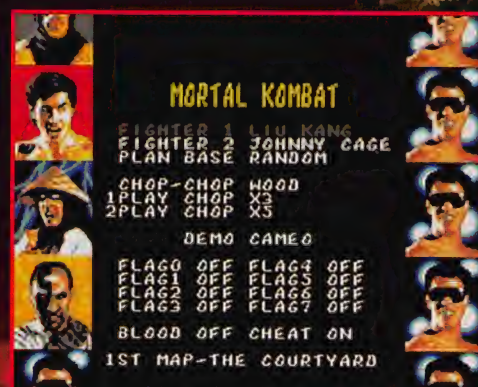 MORTAL KOMBAT
FIGHTER 1 LIU KANG
FIGHTER 2 JOHNNY CAGE
PLAN BASE RANDOM
CHOP-CHOP WOOD
1PLAY CHOP X3
2PLAY CHOP X5
DEMO CAMEO
FLAG0 OFF FLAG4 OFF
FLAG1 OFF FLAG5 OFF
FLAG2 OFF FLAG6 OFF
FLAG3 OFF FLAG7 OFF
BLOOD OFF CHEAT ON
1ST MAP-THE COURTYARD